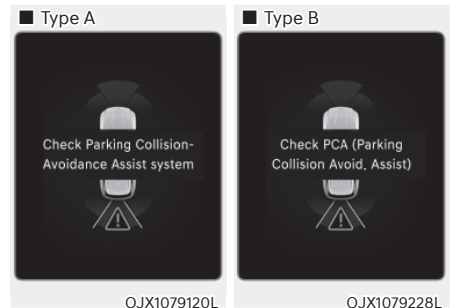 ■ Type A
Check Parking Collision-
Avoidance Assist system
OJX1079120L
■ Type B
Check PCA (Parking
Collision Avoid. Assist)
OJX1079228L